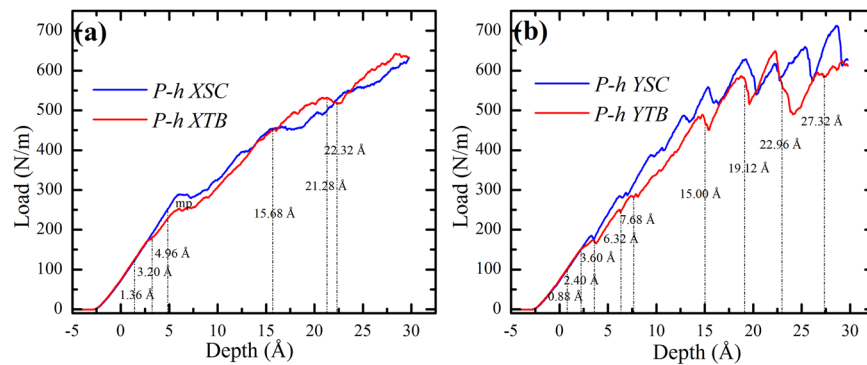 (a)
P-h XSC
P-h XTB
mp
1.36 Å
3.20 Å
4.96 Å
15.68 Å
21.28 Å
22.32 Å
Load (N/m)
700
600
500
400
300
200
100
0
-5 0 5 10 15 20 25 30
Depth (Å)
(b)
P-h YSC
P-h YTB
0.88 Å
2.40 Å
3.60 Å
6.32 Å
7.68 Å
15.00 Å
19.12 Å
22.96 Å
27.32 Å
Load (N/m)
700
600
500
400
300
200
100
0
-5 0 5 10 15 20 25 30
Depth (Å)